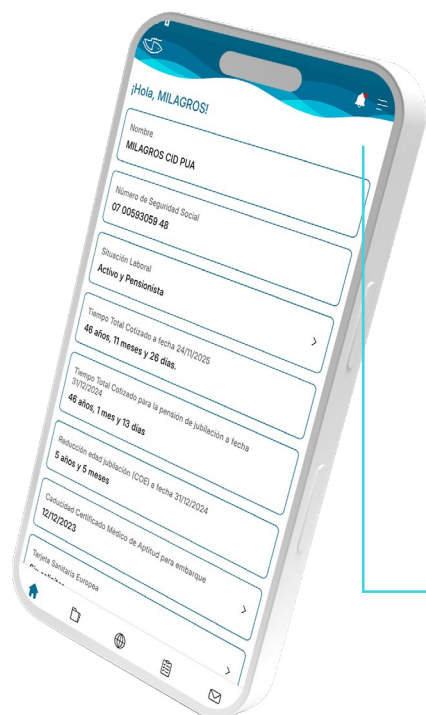 ¡Hola, MILAGROS!
Nombre
MILAGROS CID PUA
Número de Seguridad Social
07 00593059 48
Situación Laboral
Activo y Pensionista
Tiempo Total Cotizado a fecha 24/11/2025
46 años, 11 meses y 26 días.
Tiempo Total Cotizado para la pensión de jubilación a fecha
31/12/2024
46 años, 1 mes y 13 días
Reducción edad jubilación (COE) a fecha 31/12/2024
5 años y 5 meses
Caducidad Certificado Médico de Aptitud para embarque
12/12/2023
Tarjeta Sanitaria Europea